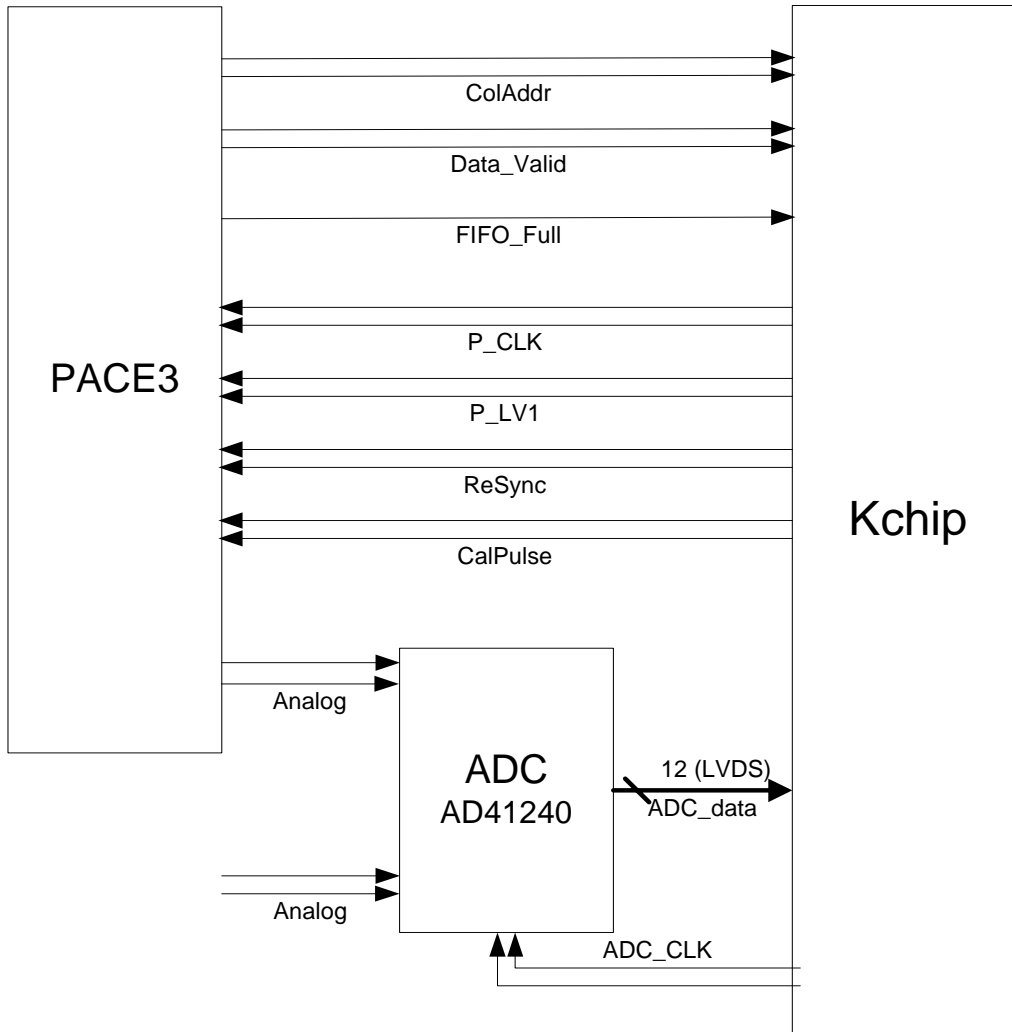 ColAddr
Data_Valid
FIFO_Full
P_CLK
PACE3
P_LV1
ReSync
Kchip
CalPulse
Analog
ADC
AD41240
12 (LVDS)
ADC_data
Analog
ADC_CLK